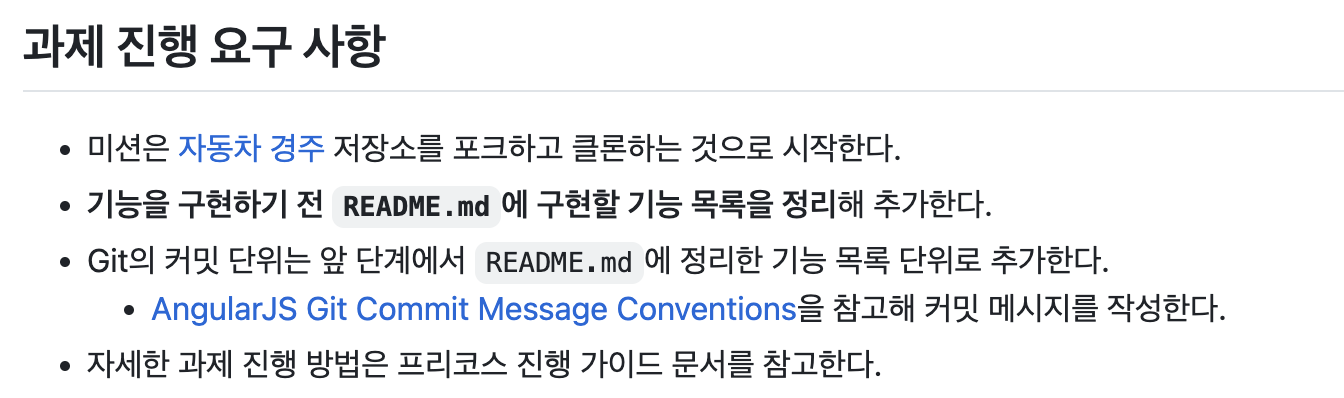 과제 진행 요구 사항
미션은 자동차 경주 저장소를 포크하고 클론하는 것으로 시작한다.
기능을 구현하기 전 README.md에 구현할 기능 목록을 정리해 추가한다.
Git의 커밋 단위는 앞 단계에서 README.md에 정리한 기능 목록 단위로 추가한다.
AngularJS Git Commit Message Conventions을 참고해 커밋 메시지를 작성한다.
자세한 과제 진행 방법은 프리코스 진행 가이드 문서를 참고한다.